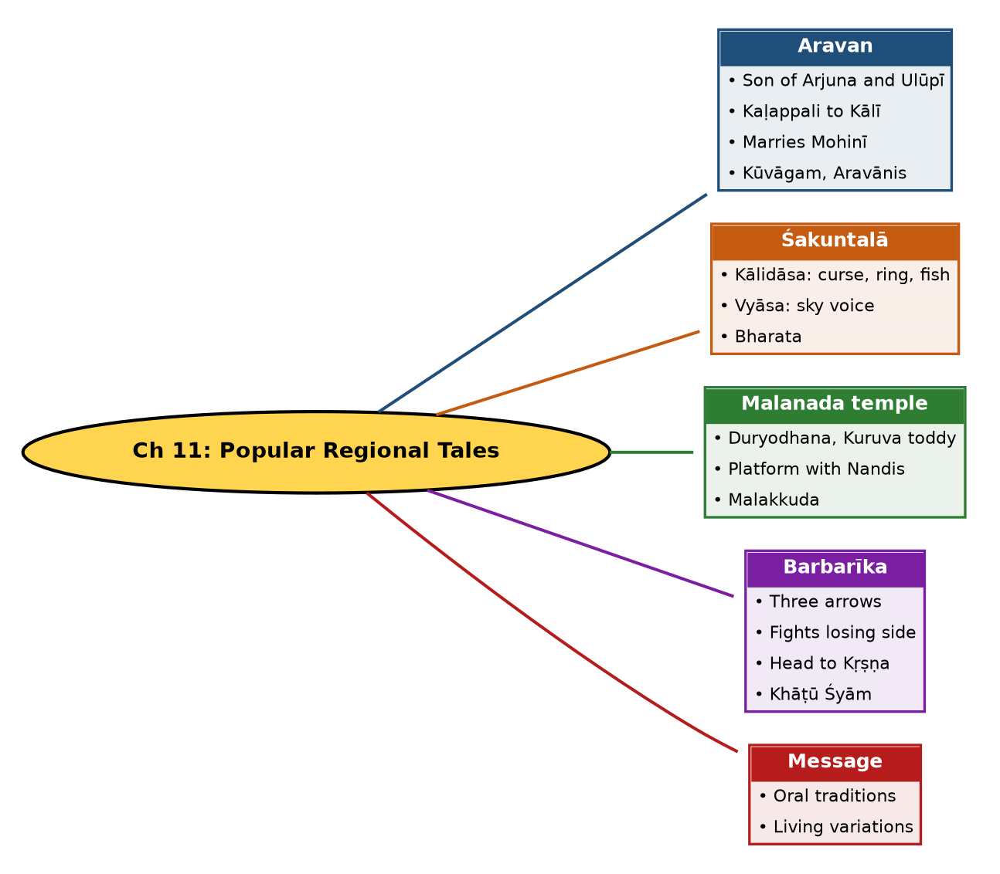 Ch 11: Popular Regional Tales
Aravan
• Son of Arjuna and Ulūpī
• Kaḷappali to Kālī
• Marries Mohinī
• Kūvāgam, Aravānis
Śakuntalā
• Kālidāsa: curse, ring, fish
• Vyāsa: sky voice
• Bharata
Malanada temple
• Duryodhana, Kuruva toddy
• Platform with Nandis
• Malakkuda
Barbarīka
• Three arrows
• Fights losing side
• Head to Kṛṣṇa
• Khāṭū Śyām
Message
• Oral traditions
• Living variations